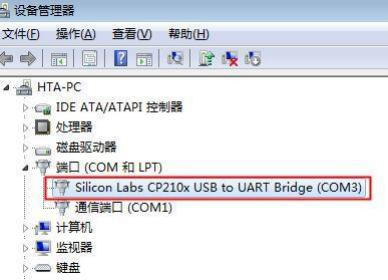 设备管理器
文件(F) 操作(A) 查看(V) 帮助(H)
HTA-PC
IDE ATA/ATAPI 控制器
处理器
磁盘驱动器
端口 (COM 和 LPT)
Silicon Labs CP210x USB to UART Bridge (COM3)
通信端口 (COM1)
计算机
监视器
键盘